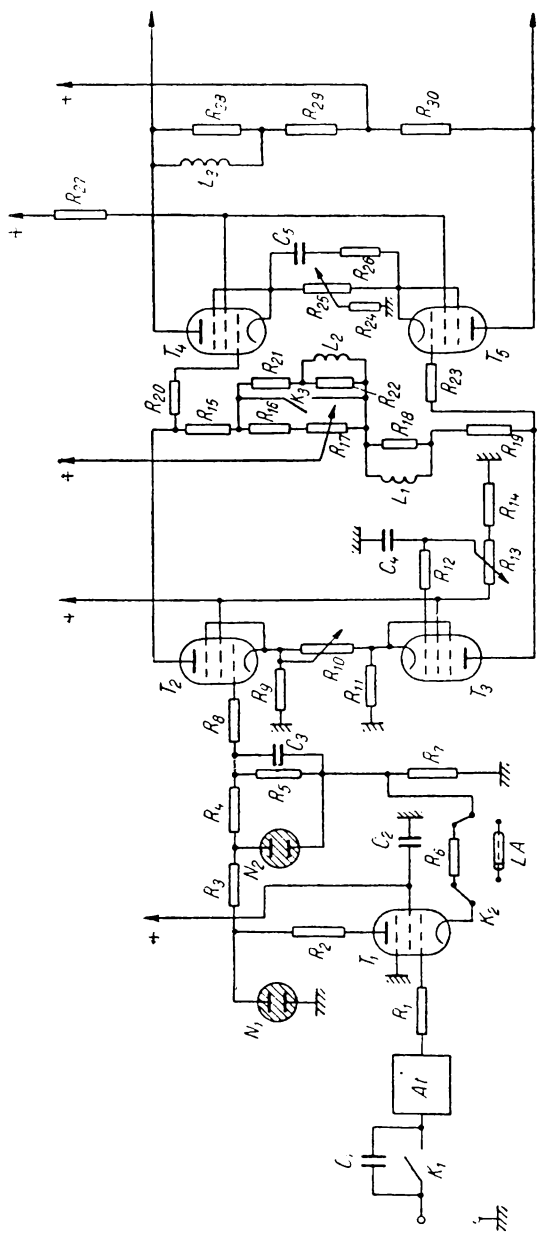 +
R27
+
R28
R29
R30
L3
T4
C5
R25
R26
R24
T5
R20
R21
L2
R15
R16
K3
R22
R23
+
R17
R18
L1
R19
R14
R13
C4
R12
+
T2
R10
R9
R11
T3
R8
C3
R5
R4
R7
N2
R3
C2
R6
LA
K2
+
R2
T1
N1
R1
At
C1
K1